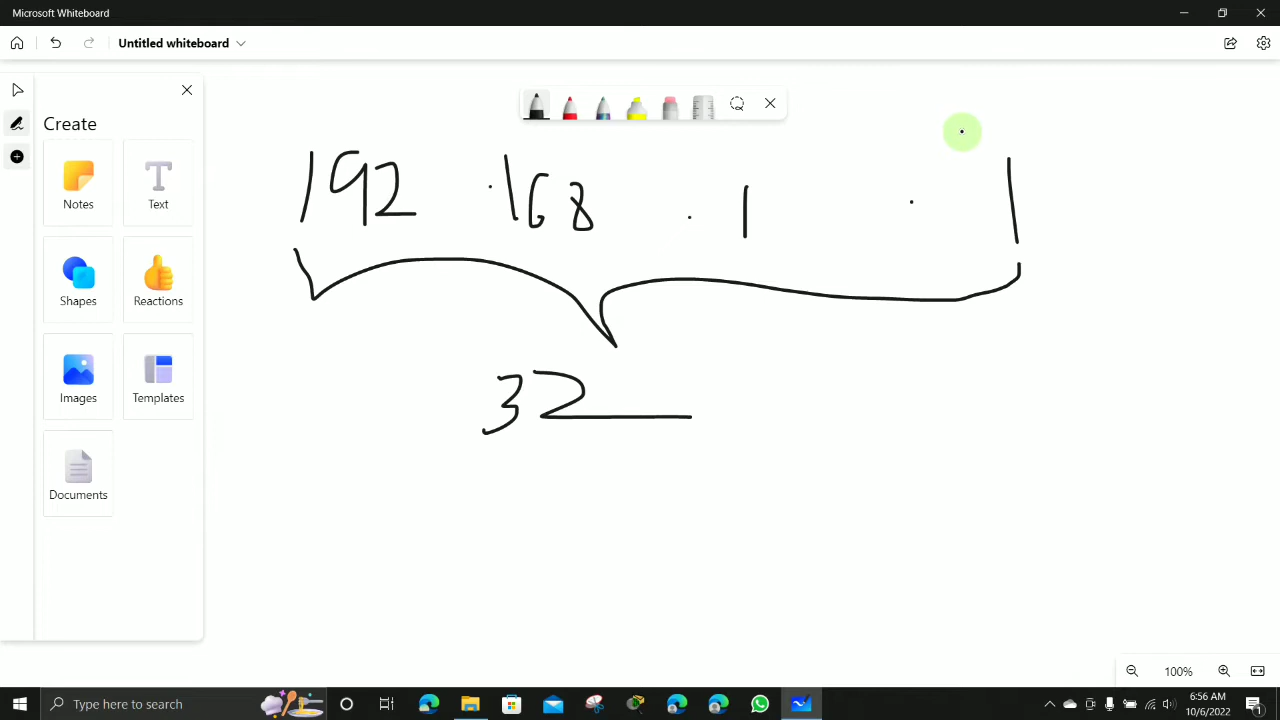 Microsoft Whiteboard
Untitled whiteboard
Create
Notes
Text
Shapes
Reactions
Images
Templates
Documents
192 . 168 . 1 . 1
32
100%
Type here to search
6:56 AM
10/6/2022
1